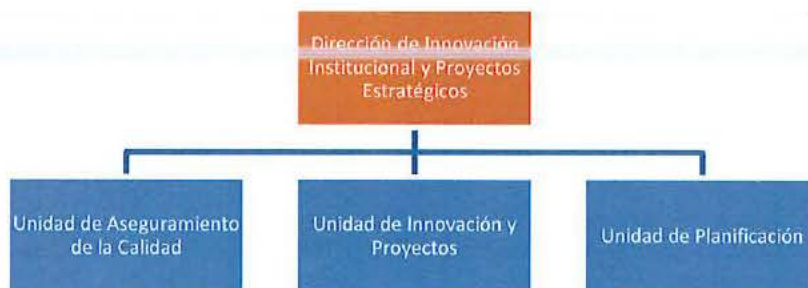 Dirección de Innovación
Institucional y Proyectos
Estratégicos
Unidad de Aseguramiento
de la Calidad
Unidad de Innovación y
Proyectos
Unidad de Planificación